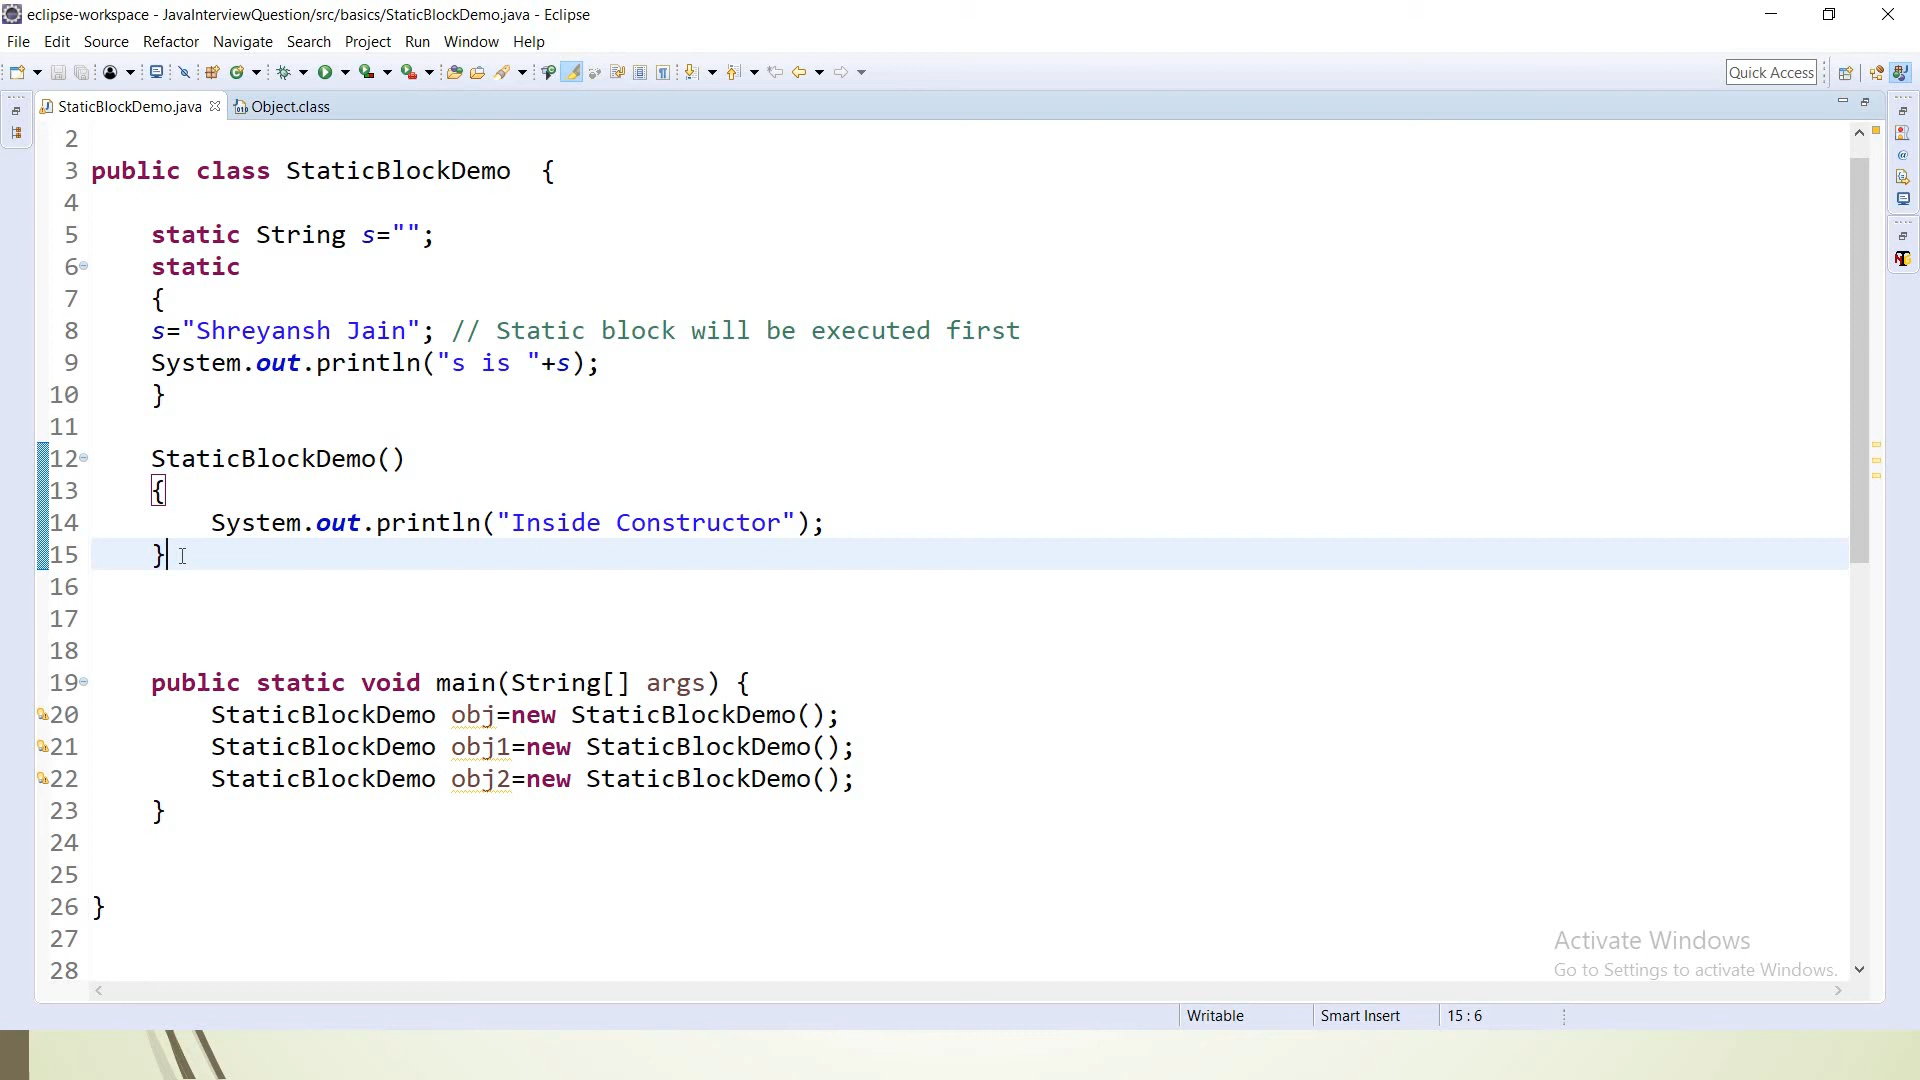 eclipse-workspace - JavaInterviewQuestion/src/basics/StaticBlockDemo.java - Eclipse
File Edit Source Refactor Navigate Search Project Run Window Help
Quick Access
StaticBlockDemo.java Object.class
2
3 public class StaticBlockDemo {
4
5 static String s="";
6 static
7 {
8 s="Shreyansh Jain"; // Static block will be executed first
9 System.out.println("s is "+s);
10 }
11
12 StaticBlockDemo()
13 {
14 System.out.println("Inside Constructor");
15 }
16
17
18
19 public static void main(String[] args) {
20 StaticBlockDemo obj=new StaticBlockDemo();
21 StaticBlockDemo obj1=new StaticBlockDemo();
22 StaticBlockDemo obj2=new StaticBlockDemo();
23 }
24
25
26 }
27
28
Activate Windows
Go to Settings to activate Windows.
Writable Smart Insert 15 : 6